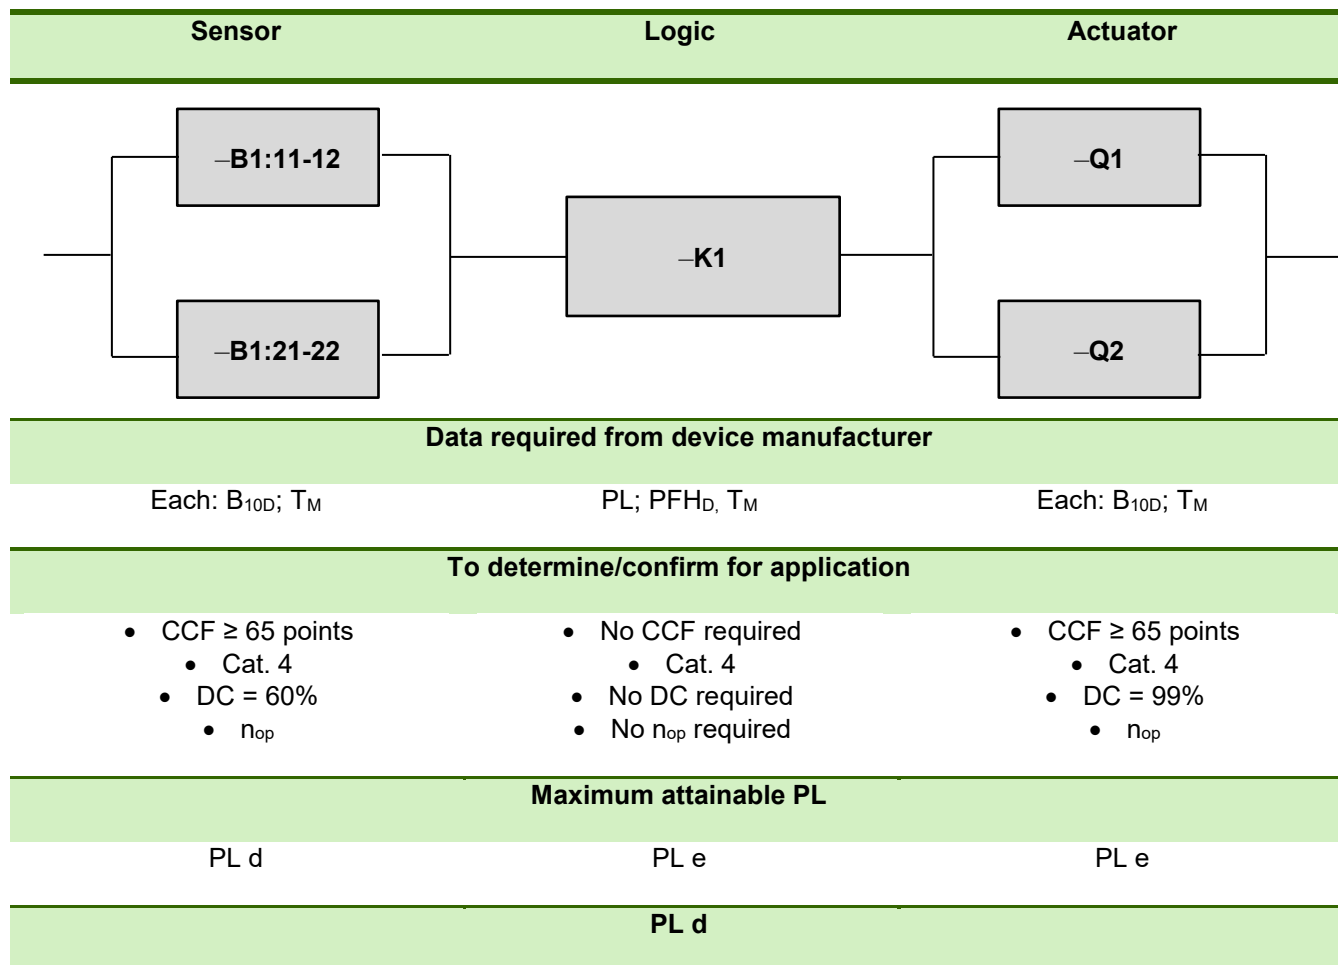 Sensor Logic Actuator
–B1:11-12 –Q1
–K1
–B1:21-22 –Q2
Data required from device manufacturer
Each: B10D; TM PL; PFHD, TM Each: B10D; TM
To determine/confirm for application
• CCF ≥ 65 points • No CCF required • CCF ≥ 65 points
• Cat. 4 • Cat. 4 • Cat. 4
• DC = 60% • No DC required • DC = 99%
• nop • No nop required • nop
Maximum attainable PL
PL d PL e PL e
PL d